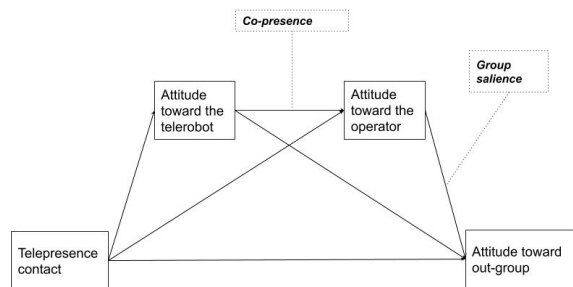 Co-presence
Group
salience
Attitude
toward the
telerobot
Attitude
toward the
operator
Telepresence
contact
Attitude toward
out-group